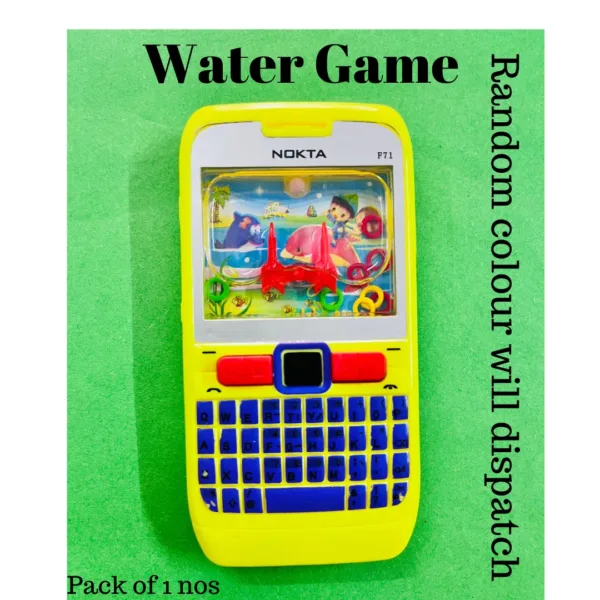 Water Game
Random colour will dispatch
NOKTA
F71
Q W E R T Y U I O P
Pack of 1 nos